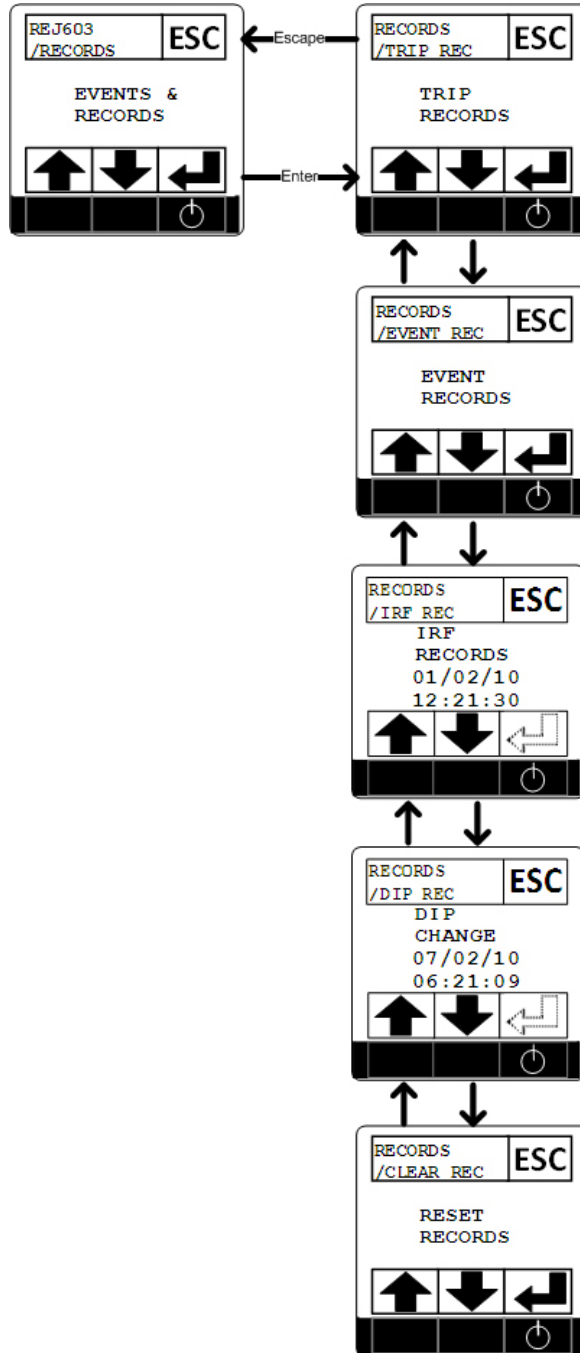 REJ603
/RECORDS
ESC
EVENTS &
RECORDS
Escape
Enter
RECORDS
/TRIP REC
ESC
TRIP
RECORDS
RECORDS
/EVENT REC
ESC
EVENT
RECORDS
RECORDS
/IRF REC
ESC
IRF
RECORDS
01/02/10
12:21:30
RECORDS
/DIP REC
ESC
DIP
CHANGE
07/02/10
06:21:09
RECORDS
/CLEAR REC
ESC
RESET
RECORDS